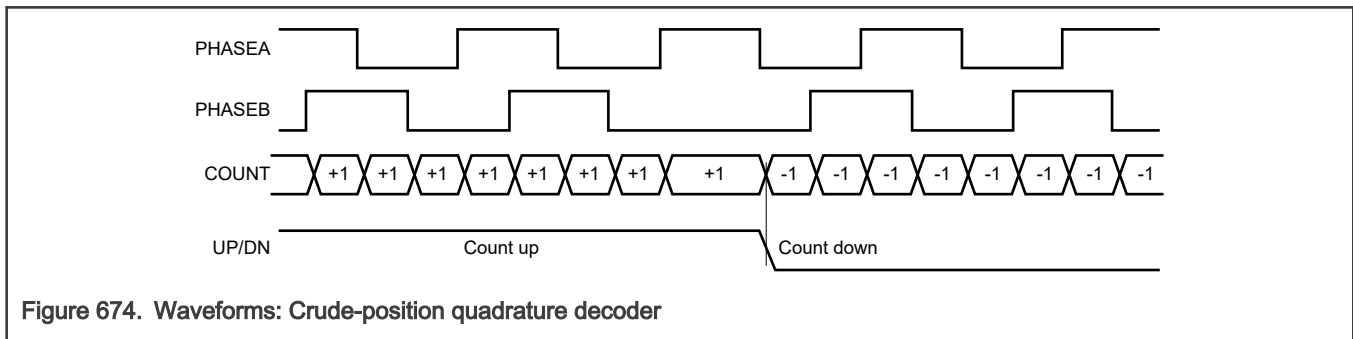 PHASEA
PHASEB
COUNT +1 +1 +1 +1 +1 +1 +1 +1 -1 -1 -1 -1 -1 -1 -1 -1
UP/DN Count up Count down
Figure 674. Waveforms: Crude-position quadrature decoder